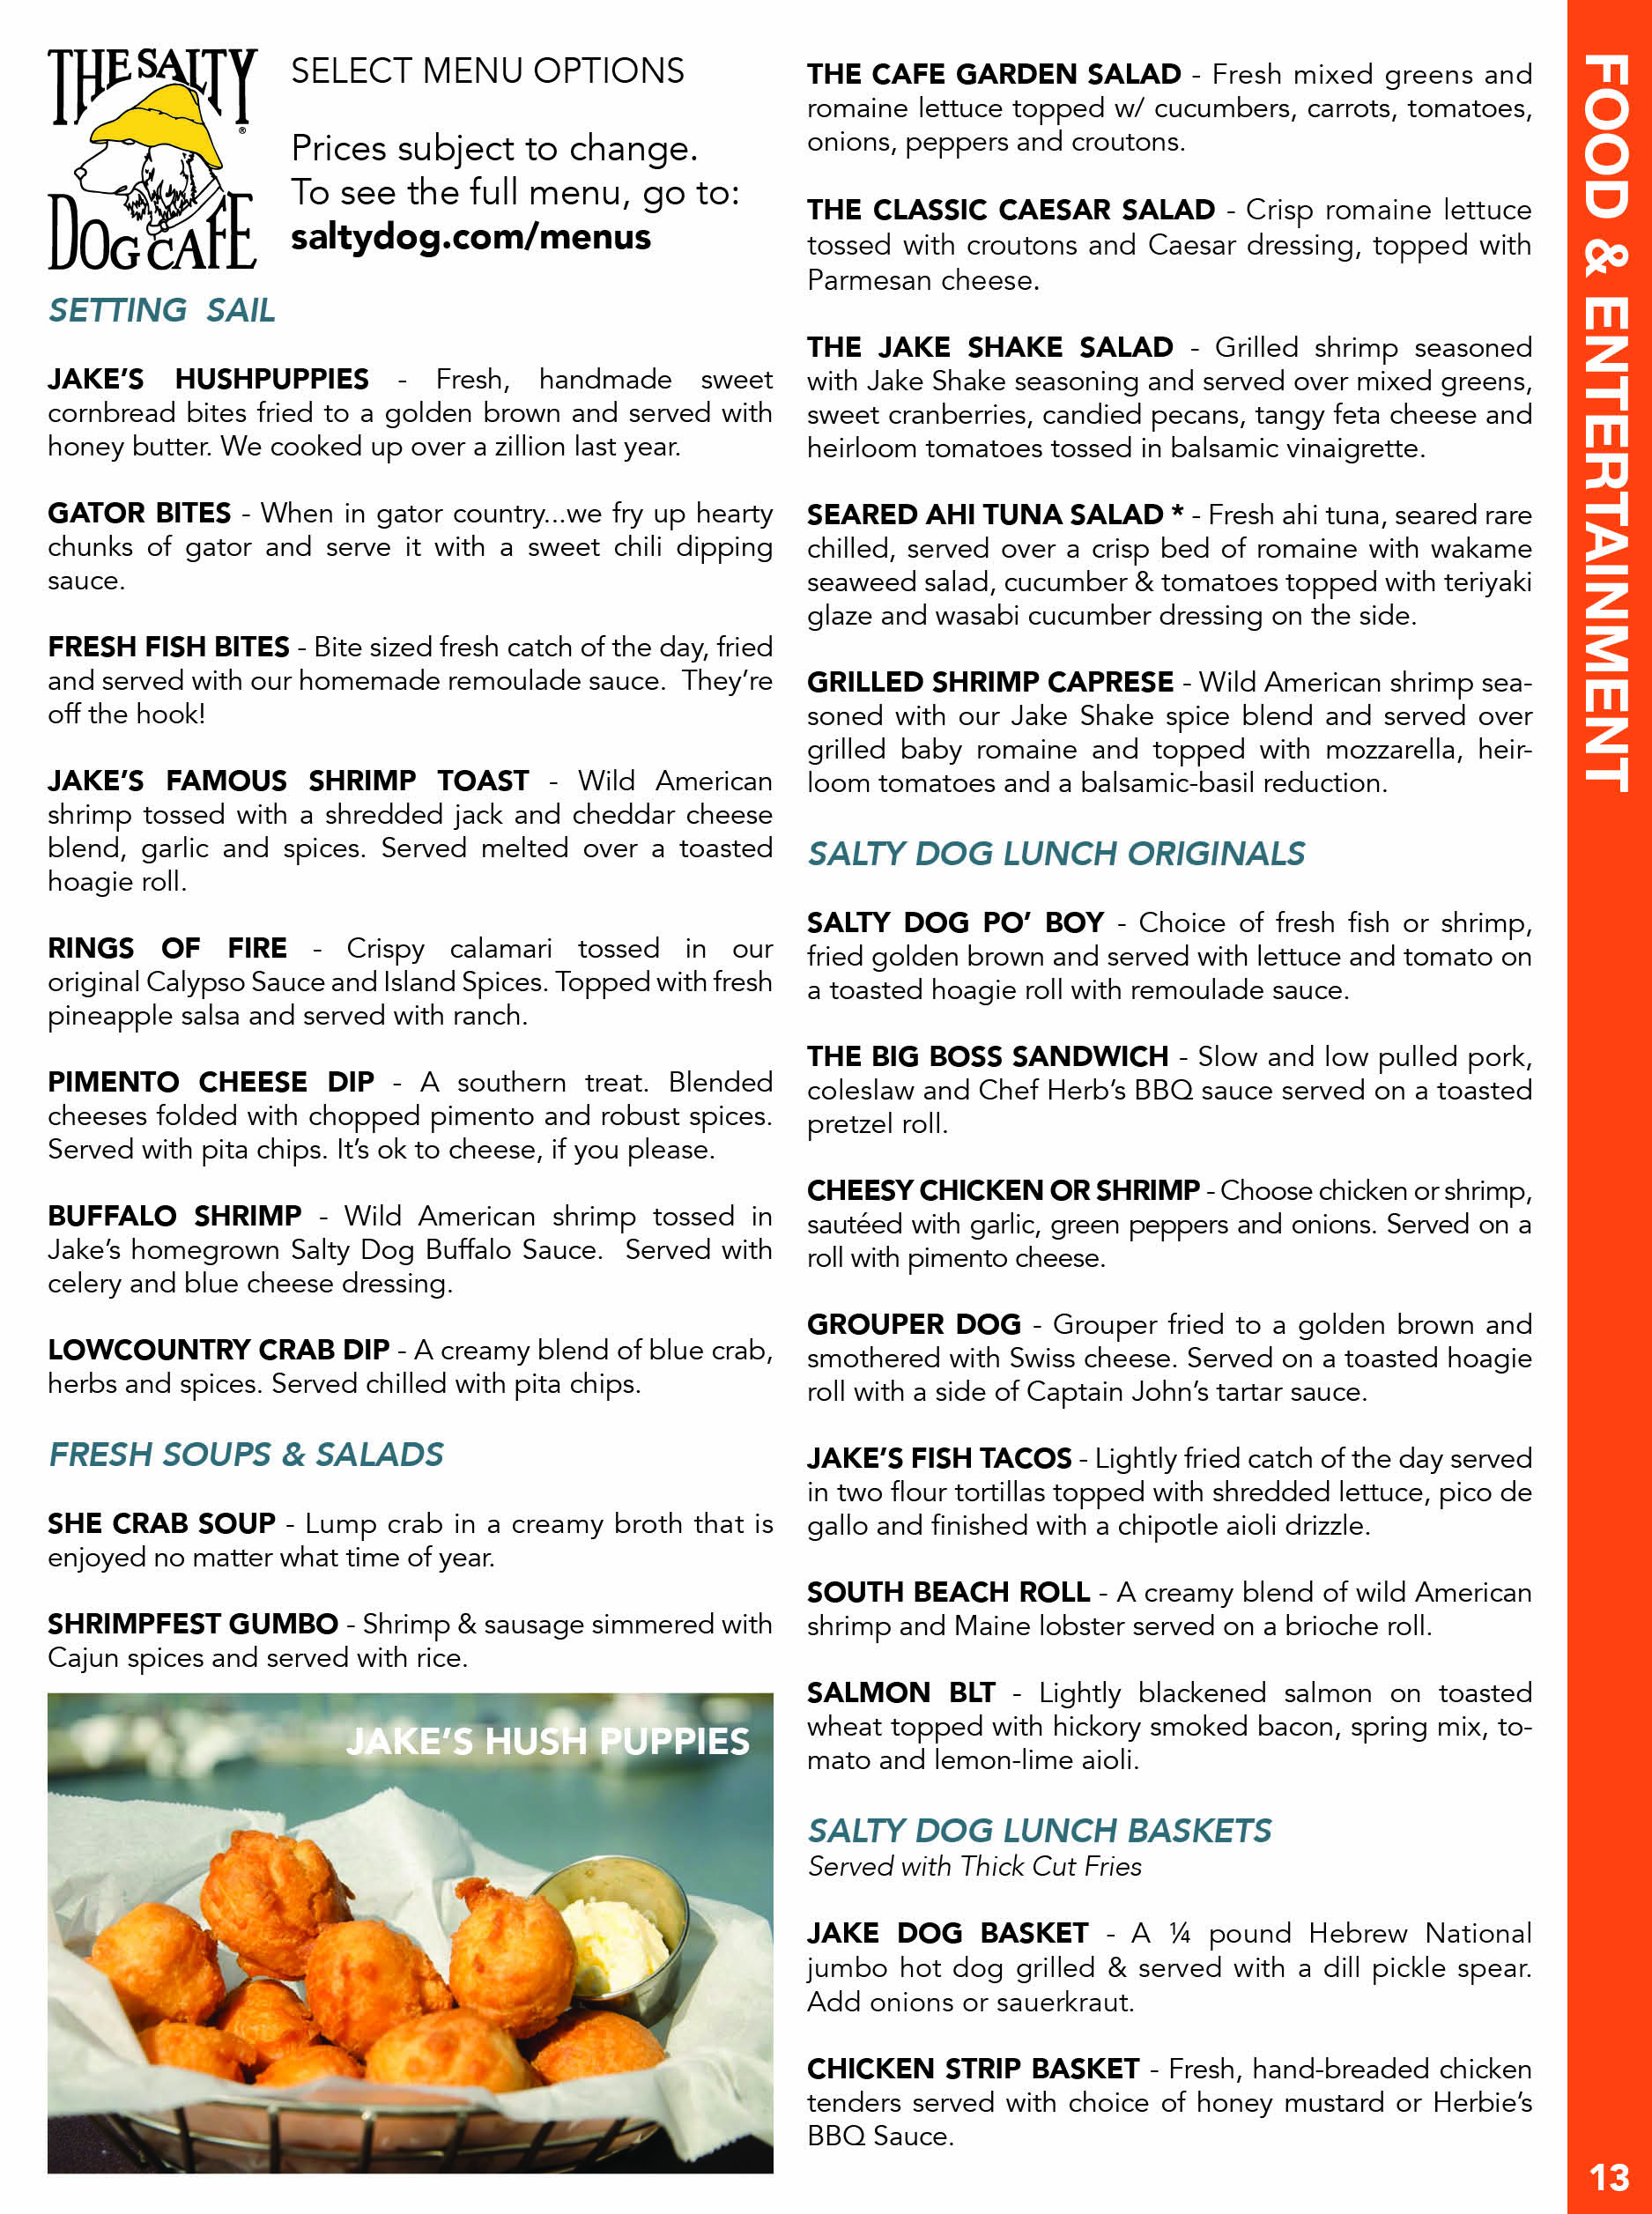 THE SALTY
DOG CAFE
®
SELECT MENU OPTIONS
Prices subject to change.
To see the full menu, go to:
saltydog.com/menus
SETTING SAIL
JAKE’S HUSHPUPPIES - Fresh, handmade sweet
cornbread bites fried to a golden brown and served with
honey butter. We cooked up over a zillion last year.
GATOR BITES - When in gator country...we fry up hearty
chunks of gator and serve it with a sweet chili dipping
sauce.
FRESH FISH BITES - Bite sized fresh catch of the day, fried
and served with our homemade remoulade sauce. They’re
off the hook!
JAKE’S FAMOUS SHRIMP TOAST - Wild American
shrimp tossed with a shredded jack and cheddar cheese
blend, garlic and spices. Served melted over a toasted
hoagie roll.
RINGS OF FIRE - Crispy calamari tossed in our
original Calypso Sauce and Island Spices. Topped with fresh
pineapple salsa and served with ranch.
PIMENTO CHEESE DIP - A southern treat. Blended
cheeses folded with chopped pimento and robust spices.
Served with pita chips. It’s ok to cheese, if you please.
BUFFALO SHRIMP - Wild American shrimp tossed in
Jake’s homegrown Salty Dog Buffalo Sauce. Served with
celery and blue cheese dressing.
LOWCOUNTRY CRAB DIP - A creamy blend of blue crab,
herbs and spices. Served chilled with pita chips.
FRESH SOUPS & SALADS
SHE CRAB SOUP - Lump crab in a creamy broth that is
enjoyed no matter what time of year.
SHRIMPFEST GUMBO - Shrimp & sausage simmered with
Cajun spices and served with rice.
JAKE’S HUSH PUPPIES
THE CAFE GARDEN SALAD - Fresh mixed greens and
romaine lettuce topped w/ cucumbers, carrots, tomatoes,
onions, peppers and croutons.
THE CLASSIC CAESAR SALAD - Crisp romaine lettuce
tossed with croutons and Caesar dressing, topped with
Parmesan cheese.
THE JAKE SHAKE SALAD - Grilled shrimp seasoned
with Jake Shake seasoning and served over mixed greens,
sweet cranberries, candied pecans, tangy feta cheese and
heirloom tomatoes tossed in balsamic vinaigrette.
SEARED AHI TUNA SALAD * - Fresh ahi tuna, seared rare
chilled, served over a crisp bed of romaine with wakame
seaweed salad, cucumber & tomatoes topped with teriyaki
glaze and wasabi cucumber dressing on the side.
GRILLED SHRIMP CAPRESE - Wild American shrimp sea-
soned with our Jake Shake spice blend and served over
grilled baby romaine and topped with mozzarella, heir-
loom tomatoes and a balsamic-basil reduction.
SALTY DOG LUNCH ORIGINALS
SALTY DOG PO’ BOY - Choice of fresh fish or shrimp,
fried golden brown and served with lettuce and tomato on
a toasted hoagie roll with remoulade sauce.
THE BIG BOSS SANDWICH - Slow and low pulled pork,
coleslaw and Chef Herb’s BBQ sauce served on a toasted
pretzel roll.
CHEESY CHICKEN OR SHRIMP - Choose chicken or shrimp,
sautéed with garlic, green peppers and onions. Served on a
roll with pimento cheese.
GROUPER DOG - Grouper fried to a golden brown and
smothered with Swiss cheese. Served on a toasted hoagie
roll with a side of Captain John’s tartar sauce.
JAKE’S FISH TACOS - Lightly fried catch of the day served
in two flour tortillas topped with shredded lettuce, pico de
gallo and finished with a chipotle aioli drizzle.
SOUTH BEACH ROLL - A creamy blend of wild American
shrimp and Maine lobster served on a brioche roll.
SALMON BLT - Lightly blackened salmon on toasted
wheat topped with hickory smoked bacon, spring mix, to-
mato and lemon-lime aioli.
SALTY DOG LUNCH BASKETS
Served with Thick Cut Fries
JAKE DOG BASKET - A ¼ pound Hebrew National
jumbo hot dog grilled & served with a dill pickle spear.
Add onions or sauerkraut.
CHICKEN STRIP BASKET - Fresh, hand-breaded chicken
tenders served with choice of honey mustard or Herbie’s
BBQ Sauce.
FOOD & ENTERTAINMENT
13